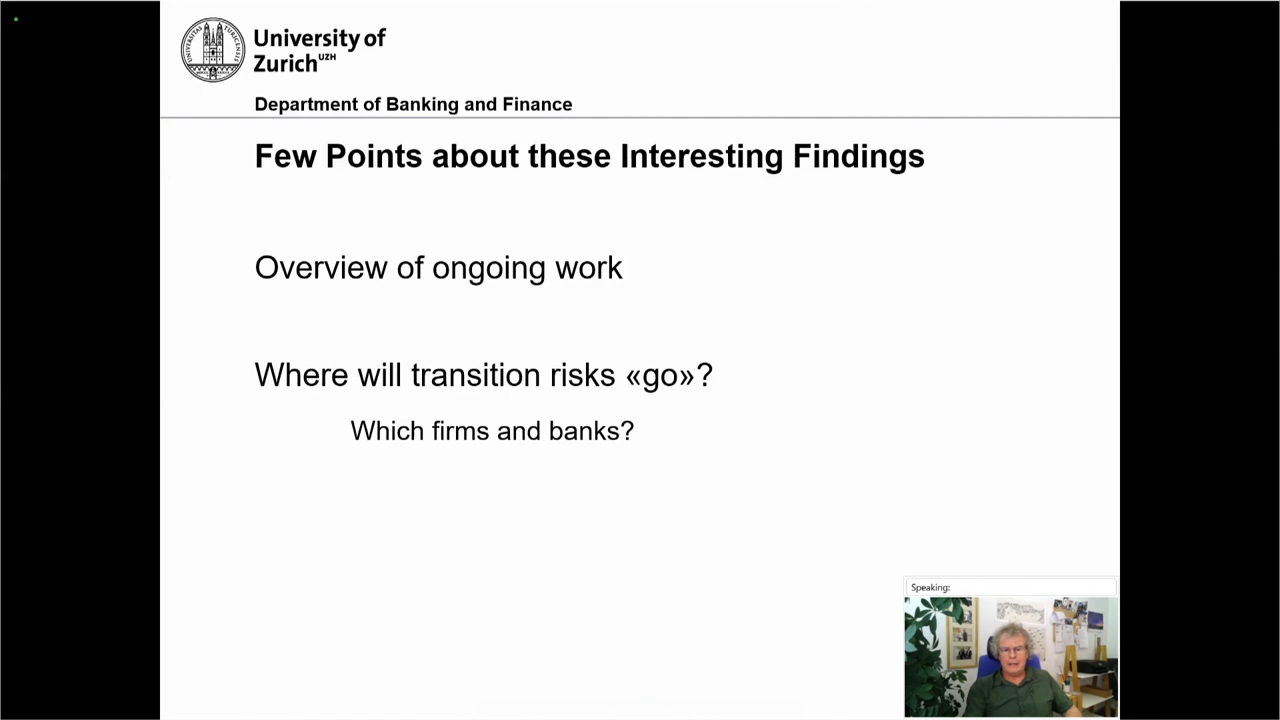 University of
Zurich UZH
Department of Banking and Finance
Few Points about these Interesting Findings
Overview of ongoing work
Where will transition risks «go»?
Which firms and banks?
Speaking: